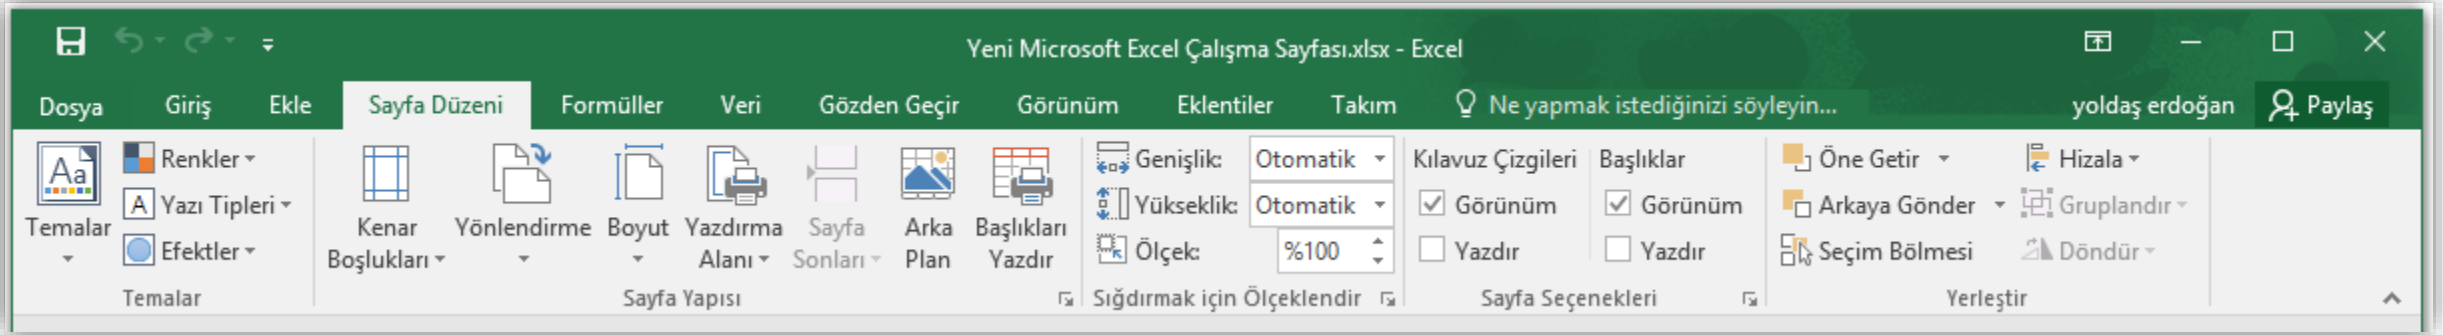 Yeni Microsoft Excel Çalışma Sayfası.xlsx - Excel
Dosya Giriş Ekle Sayfa Düzeni Formüller Veri Gözden Geçir Görünüm Eklentiler Takım Ne yapmak istediğinizi söyleyin... yoldaş erdoğan Paylaş
Aa
Temalar
Renkler
A Yazı Tipleri
Efektler
Temalar
Kenar
Boşlukları
Yönlendirme
Boyut
Yazdırma
Alanı
Sayfa
Sonları
Arka
Plan
Başlıkları
Yazdır
Sayfa Yapısı
Genişlik: Otomatik
Yükseklik: Otomatik
Ölçek: %100
Sığdırmak için Ölçeklendir
Kılavuz Çizgileri
Görünüm
Yazdır
Başlıklar
Görünüm
Yazdır
Sayfa Seçenekleri
Öne Getir
Arkaya Gönder
Seçim Bölmesi
Hizala
Gruplandır
Döndür
Yerleştir